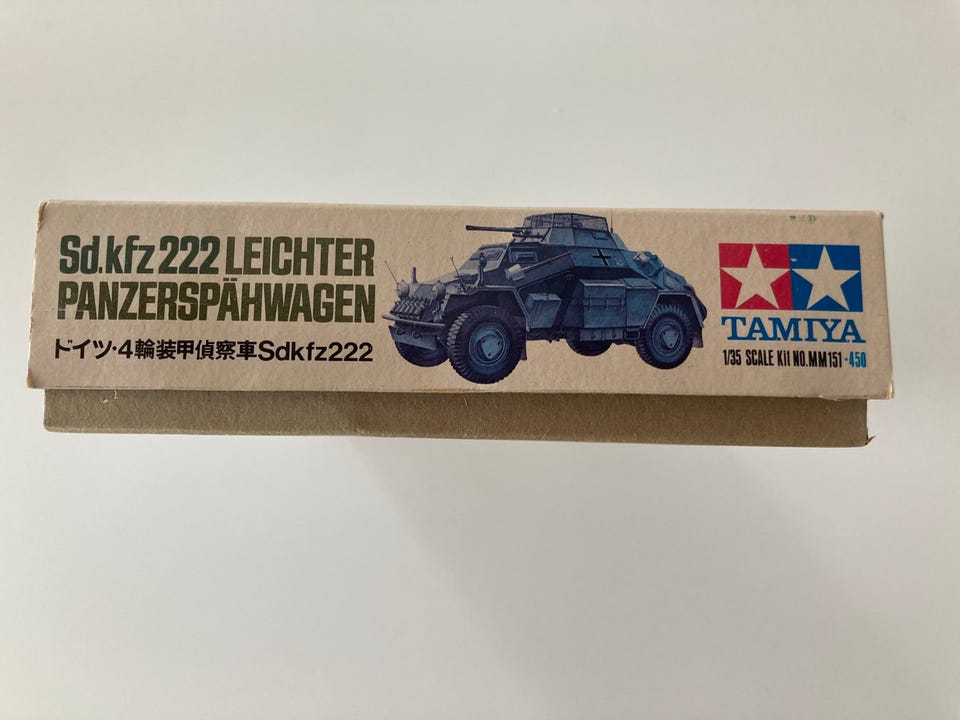 Sd.kfz 222 LEICHTER
PANZERSPÄHWAGEN
ドイツ・4輪装甲偵察車Sdkfz222
TAMIYA
1/35 SCALE Kit NO.MM151-450